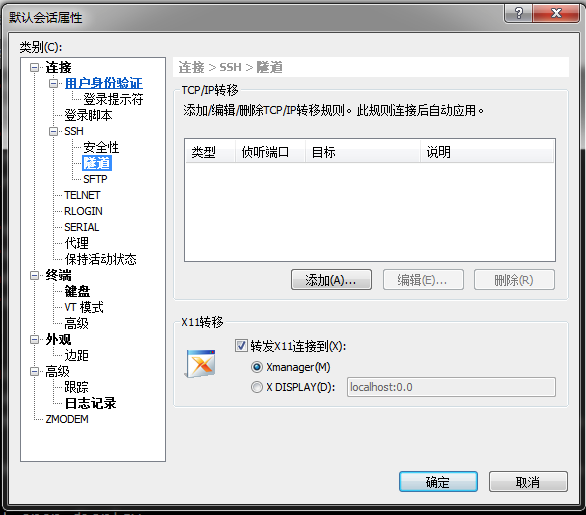 默认会话属性
类别(C):
连接
用户身份验证
登录提示符
登录脚本
SSH
安全性
隧道
SFTP
TELNET
RLOGIN
SERIAL
代理
保持活动状态
终端
键盘
VT 模式
高级
外观
边距
高级
跟踪
日志记录
ZMODEM
连接 > SSH > 隧道
TCP/IP转移
添加/编辑/删除TCP/IP转移规则。此规则连接后自动应用。
类型 侦听端口 目标 说明
添加(A)... 编辑(E)... 删除(R)
X11转移
转发X11连接到(X):
Xmanager(M)
X DISPLAY(D): localhost:0.0
确定 取消